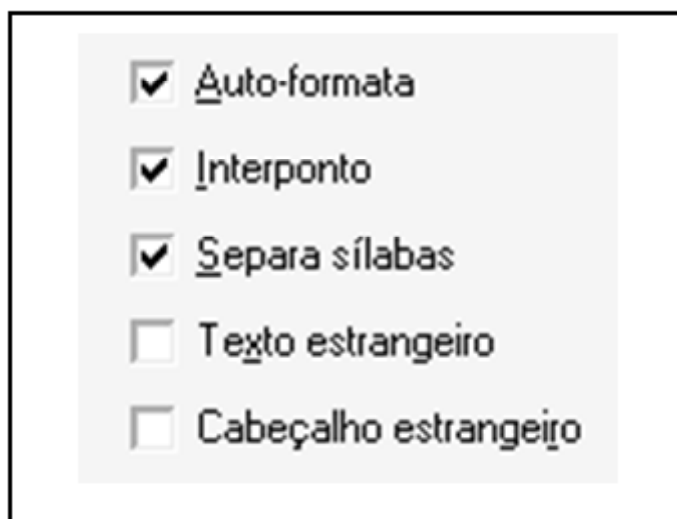 Auto-formata
Interponto
Separa sílabas
Texto estrangeiro
Cabeçalho estrangeiro